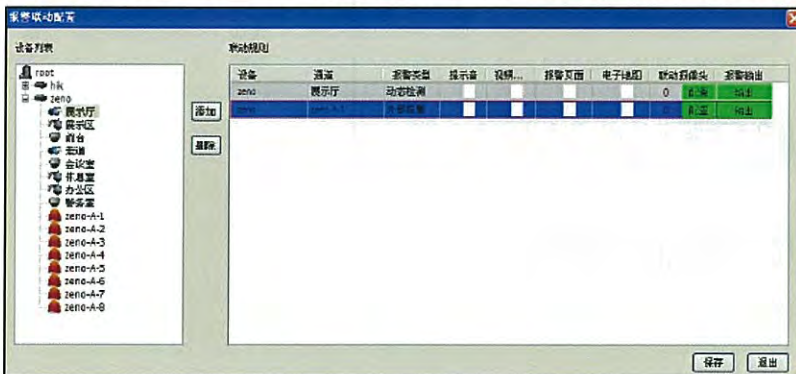 报警联动配置
设备列表
联动规则
root
hik
zeno
展示厅
展示区
前台
走道
会议室
休息室
办公区
警务室
zeno-A-1
zeno-A-2
zeno-A-3
zeno-A-4
zeno-A-5
zeno-A-6
zeno-A-7
zeno-A-8
添加
删除
设备 通道 报警类型 提示音 视频... 报警页面 电子地图 联动摄像头 报警输出
zeno 展示厅 动态检测 0 配置 输出
zeno zeno-A-1 0 配置 输出
保存 退出